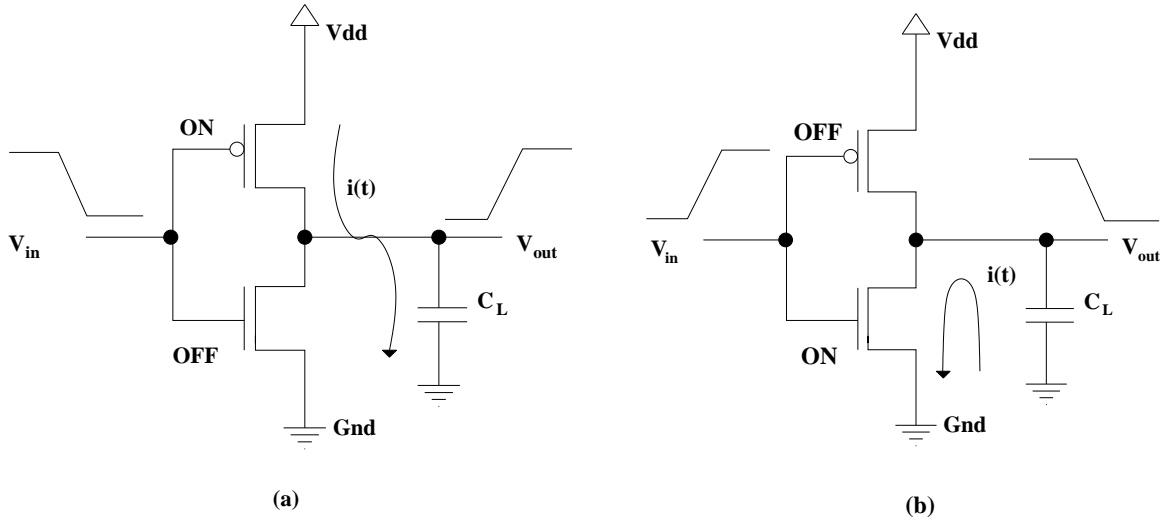 Vdd
ON
i(t)
V_in
V_out
C_L
OFF
Gnd
(a)
Vdd
OFF
V_in
V_out
i(t)
C_L
ON
Gnd
(b)